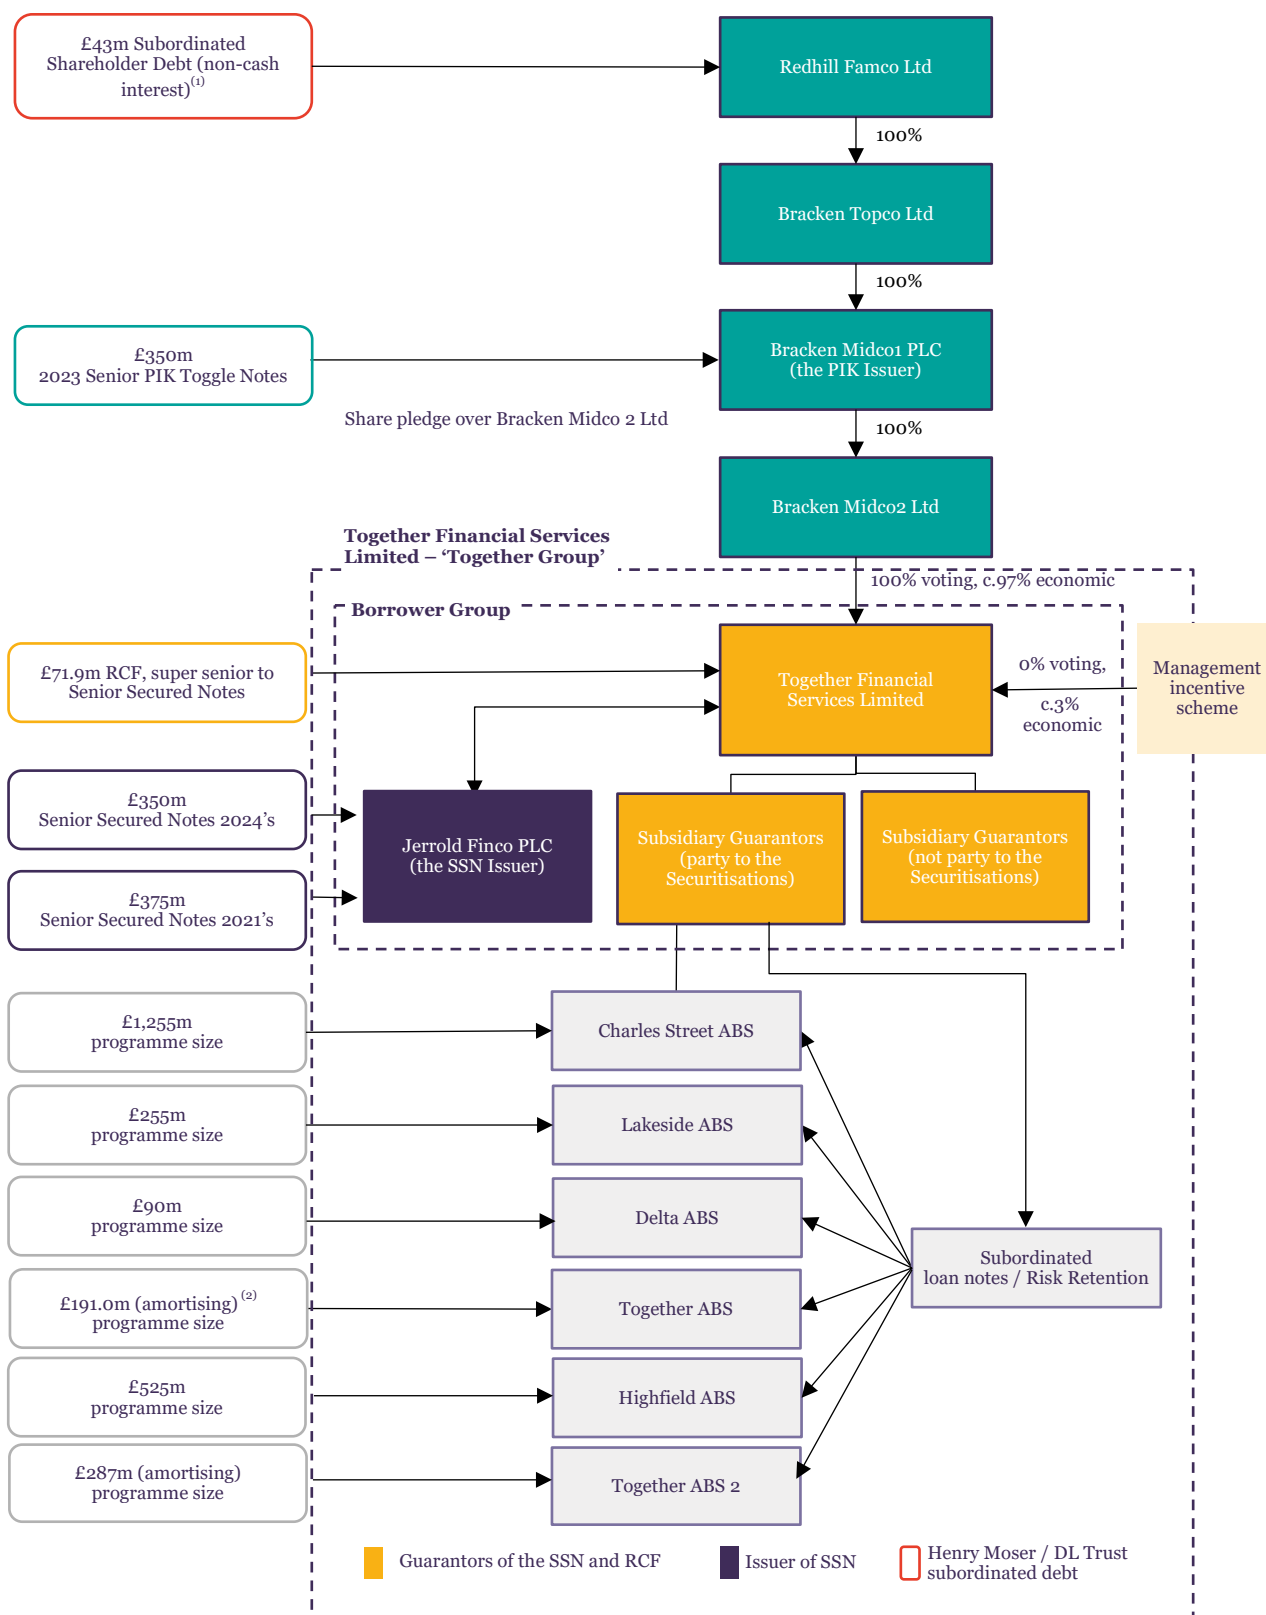 £43m Subordinated
Shareholder Debt (non-cash
interest)(1)
Redhill Famco Ltd
100%
Bracken Topco Ltd
100%
£350m
2023 Senior PIK Toggle Notes
Bracken Midco1 PLC
(the PIK Issuer)
Share pledge over Bracken Midco 2 Ltd
100%
Bracken Midco2 Ltd
Together Financial Services
Limited – ‘Together Group’
100% voting, c.97% economic
Borrower Group
£71.9m RCF, super senior to
Senior Secured Notes
Together Financial
Services Limited
0% voting,
c.3%
economic
Management
incentive
scheme
£350m
Senior Secured Notes 2024’s
£375m
Senior Secured Notes 2021’s
Jerrold Finco PLC
(the SSN Issuer)
Subsidiary Guarantors
(party to the
Securitisations)
Subsidiary Guarantors
(not party to the
Securitisations)
£1,255m
programme size
Charles Street ABS
£255m
programme size
Lakeside ABS
£90m
programme size
Delta ABS
Subordinated
loan notes / Risk Retention
£191.0m (amortising) (2)
programme size
Together ABS
£525m
programme size
Highfield ABS
£287m (amortising)
programme size
Together ABS 2
Guarantors of the SSN and RCF
Issuer of SSN
Henry Moser / DL Trust
subordinated debt